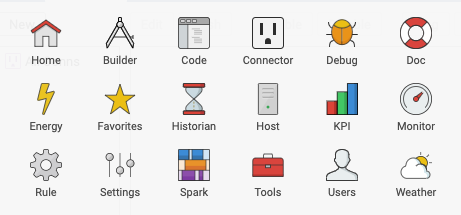 Home Builder Code Connector Debug Doc
Energy Favorites Historian Host KPI Monitor
Rule Settings Spark Tools Users Weather